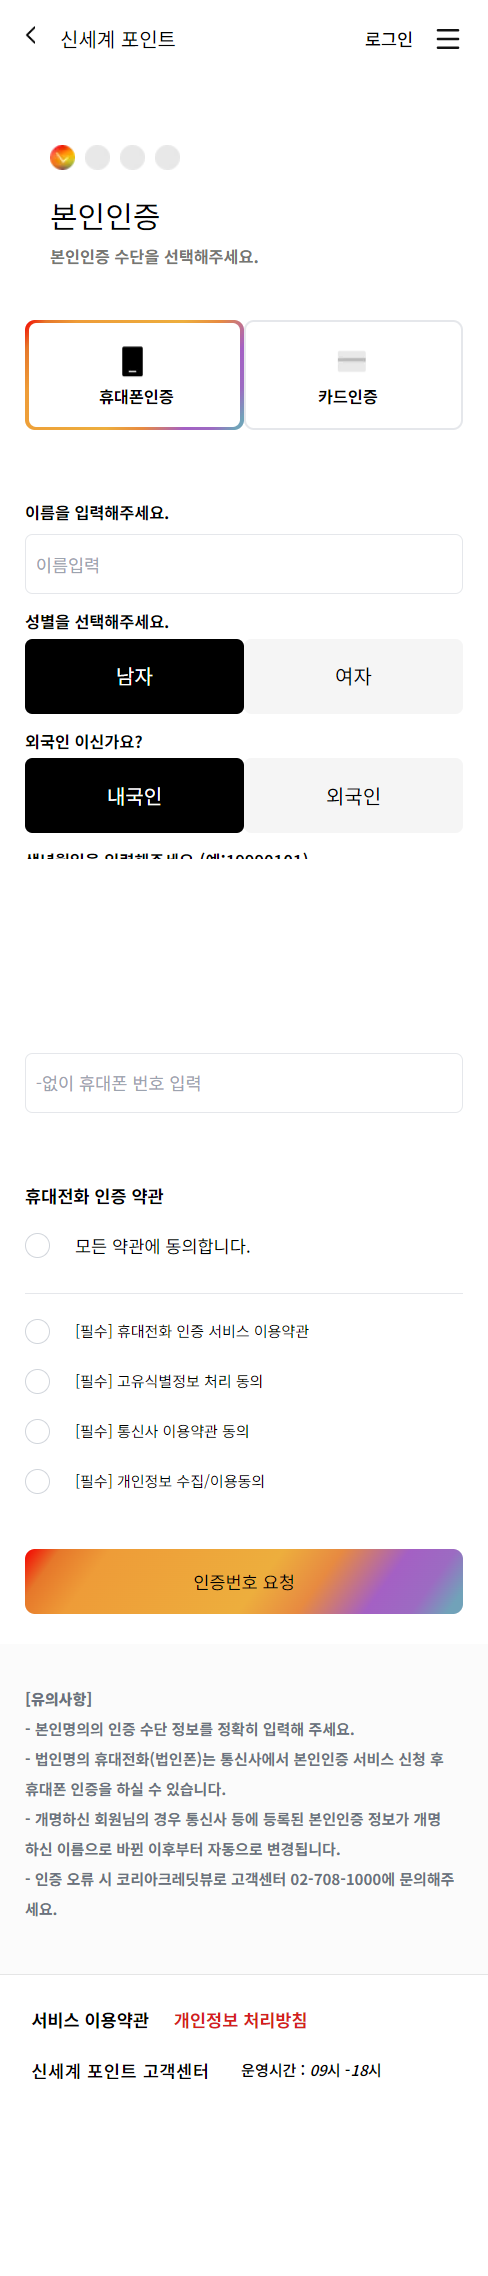 신세계 포인트
로그인
본인인증
본인인증 수단을 선택해주세요.
휴대폰인증
카드인증
이름을 입력해주세요.
이름입력
성별을 선택해주세요.
남자
여자
외국인 이신가요?
내국인
외국인
생년월일을 입력해주세요.(예:19990101)
-없이 휴대폰 번호 입력
휴대전화 인증 약관
모든 약관에 동의합니다.
[필수] 휴대전화 인증 서비스 이용약관
[필수] 고유식별정보 처리 동의
[필수] 통신사 이용약관 동의
[필수] 개인정보 수집/이용동의
인증번호 요청
[유의사항]
- 본인명의의 인증 수단 정보를 정확히 입력해 주세요.
- 법인명의 휴대전화(법인폰)는 통신사에서 본인인증 서비스 신청 후
휴대폰 인증을 하실 수 있습니다.
- 개명하신 회원님의 경우 통신사 등에 등록된 본인인증 정보가 개명
하신 이름으로 바뀐 이후부터 자동으로 변경됩니다.
- 인증 오류 시 코리아크레딧뷰로 고객센터 02-708-1000에 문의해주
세요.
서비스 이용약관
개인정보 처리방침
신세계 포인트 고객센터
운영시간 : 09시 -18시